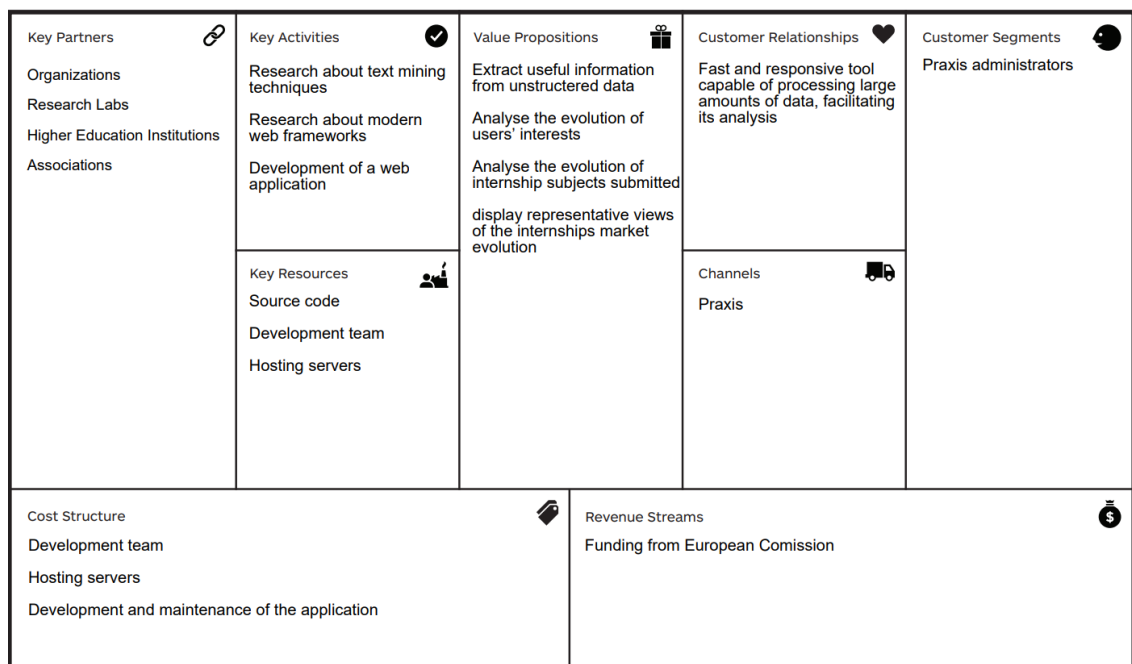 Key Partners
Organizations
Research Labs
Higher Education Institutions
Associations
Key Activities
Research about text mining
techniques
Research about modern
web frameworks
Development of a web
application
Key Resources
Source code
Development team
Hosting servers
Value Propositions
Extract useful information
from unstructered data
Analyse the evolution of
users' interests
Analyse the evolution of
internship subjects submitted
display representative views
of the internships market
evolution
Customer Relationships
Fast and responsive tool
capable of processing large
amounts of data, facilitating
its analysis
Channels
Praxis
Customer Segments
Praxis administrators
Cost Structure
Development team
Hosting servers
Development and maintenance of the application
Revenue Streams
$
Funding from European Comission